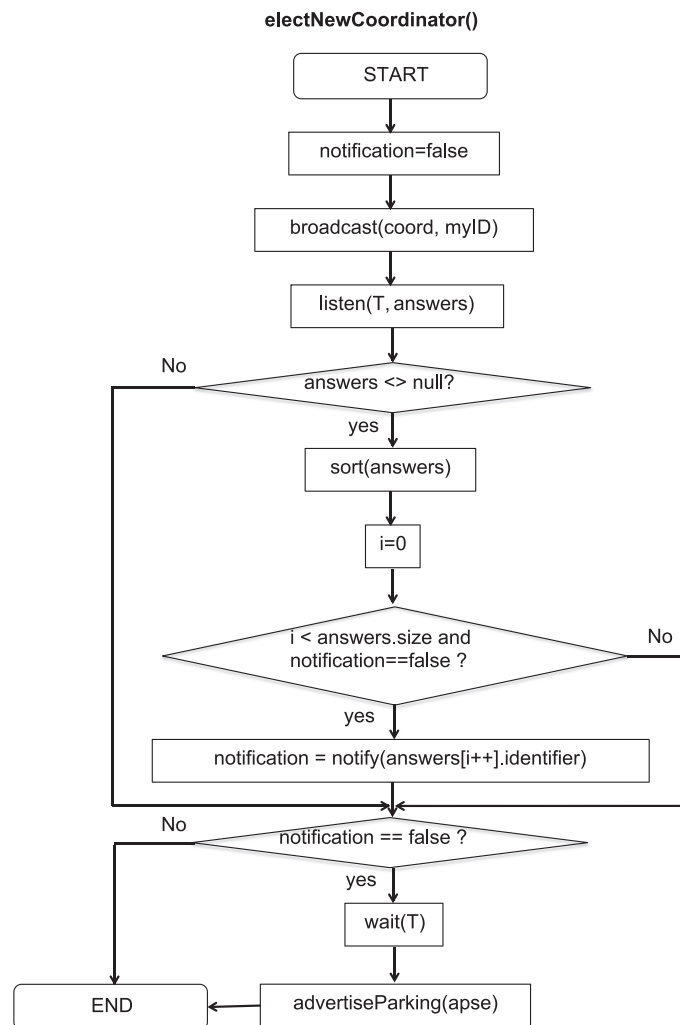 electNewCoordinator()
START
notification=false
broadcast(coord, myID)
listen(T, answers)
No
answers <> null?
yes
sort(answers)
i=0
i < answers.size and
notification==false ?
No
yes
notification = notify(answers[i++].identifier)
No
notification == false ?
yes
wait(T)
END
advertiseParking(apse)